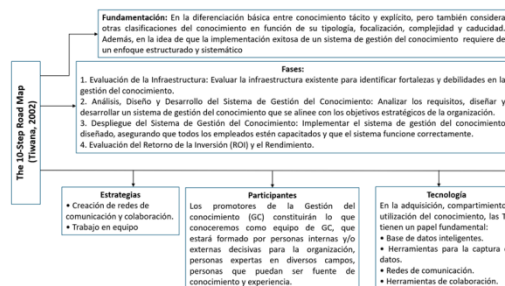 The 10-Step Road Map
(Tiwana, 2002)
Fundamentación: En la diferenciación básica entre conocimiento tácito y explícito, pero también considera
otras clasificaciones del conocimiento en función de su tipología, focalización, complejidad y caducidad.
Además, en la idea de que la implementación exitosa de un sistema de gestión del conocimiento requiere de
un enfoque estructurado y sistemático
Fases:
1. Evaluación de la Infraestructura: Evaluar la infraestructura existente para identificar fortalezas y debilidades en la
gestión del conocimiento.
2. Análisis, Diseño y Desarrollo del Sistema de Gestión del Conocimiento: Analizar los requisitos, diseñar y
desarrollar un sistema de gestión del conocimiento que se alinee con los objetivos estratégicos de la organización.
3. Despliegue del Sistema de Gestión del Conocimiento: Implementar el sistema de gestión del conocimiento
diseñado, asegurando que todos los empleados estén capacitados y que el sistema funcione correctamente.
4. Evaluación del Retorno de la Inversión (ROI) y el Rendimiento.
Estrategias
• Creación de redes de
comunicación y colaboración.
• Trabajo en equipo
Participantes
Los promotores de la Gestión del
conocimiento (GC) constituirán lo que
conoceremos como equipo de GC, que
estará formado por personas internas y/o
externas decisivas para la organización,
personas expertas en diversos campos,
personas que puedan ser fuente de
conocimiento y experiencia.
Tecnología
En la adquisición, compartimiento
utilización del conocimiento, las T
tienen un papel fundamental:
• Base de datos inteligentes.
• Herramientas para la captura
datos.
• Redes de comunicación.
• Herramientas de colaboración.